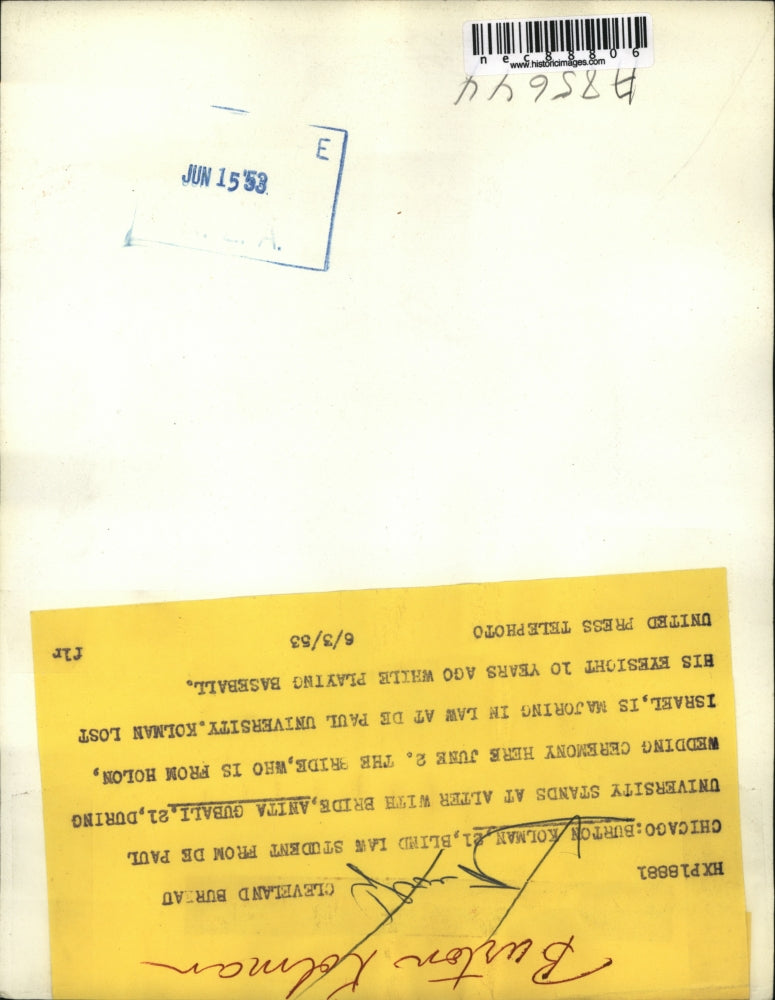 nec88806
www.historicimages.com
A85644
E
JUN 15'53
. E. A.
Burton Kolman
HXP18881 CLEVELAND BUREAU
CHICAGO:BURTON KOLMAN 21,BLIND LAW STUDENT FROM DE PAUL
UNIVERSITY STANDS AT ALTER WITH BRIDE,ANITA GUBALI,21,DURING
WEDDING CEREMONY HERE JUNE 2. THE BRIDE,WHO IS FROM HOLON,
ISRAEL,IS MAJORING IN LAW AT DE PAUL UNIVERSITY.KOLMAN LOST
HIS EYESIGHT 10 YEARS AGO WHILE PLAYING BASEBALL.
UNITED PRESS TELEPHOTO 6/3/53 flr